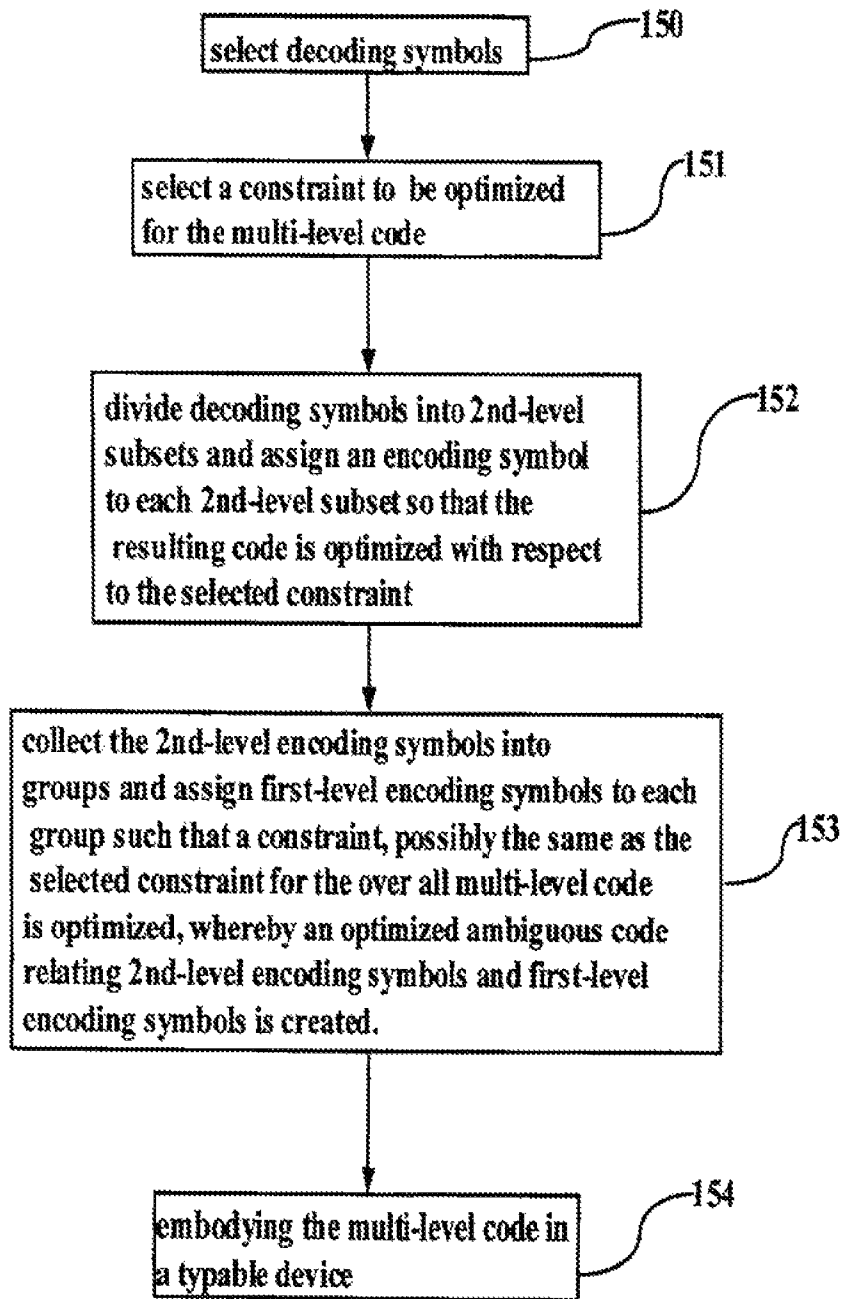 select decoding symbols
150
select a constraint to be optimized
for the multi-level code
151
divide decoding symbols into 2nd-level
subsets and assign an encoding symbol
to each 2nd-level subset so that the
resulting code is optimized with respect
to the selected constraint
152
collect the 2nd-level encoding symbols into
groups and assign first-level encoding symbols to each
group such that a constraint, possibly the same as the
selected constraint for the over all multi-level code
is optimized, whereby an optimized ambiguous code
relating 2nd-level encoding symbols and first-level
encoding symbols is created.
153
embodying the multi-level code in
a typable device
154